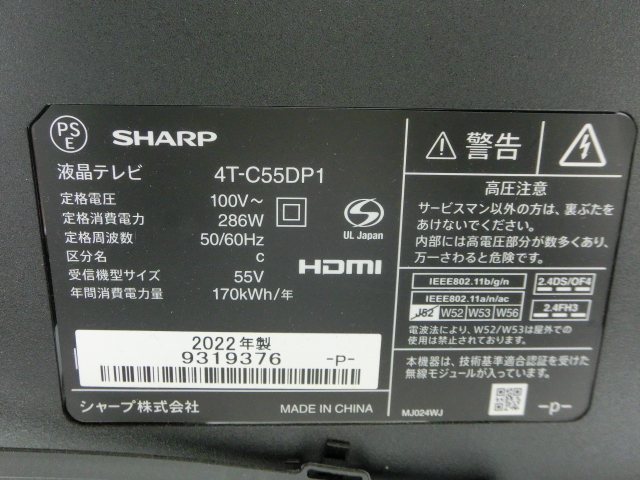 PS
E
SHARP
液晶テレビ 4T-C55DP1
定格電圧 100V～
定格消費電力 286W
定格周波数 50/60Hz
区分名 c
受信機型サイズ 55V
年間消費電力量 170kWh/年
UL Japan
HDMI
2022年製
9319376 -P-
シャープ株式会社 MADE IN CHINA
警告
高圧注意
サービスマン以外の方は、裏ぶたを
あけないでください。
内部には高電圧部分が数多くあり、
万一さわると危険です。
IEEE802.11b/g/n
2.4DS/OF4
IEEE802.11a/n/ac
J52 W52 W53 W56
2.4FH3
電波法により、W52/W53は屋外での
使用は禁止されています。
本機器は、技術基準適合認証を受けた
無線モジュールが入っています。
MJ024WJ
-P-